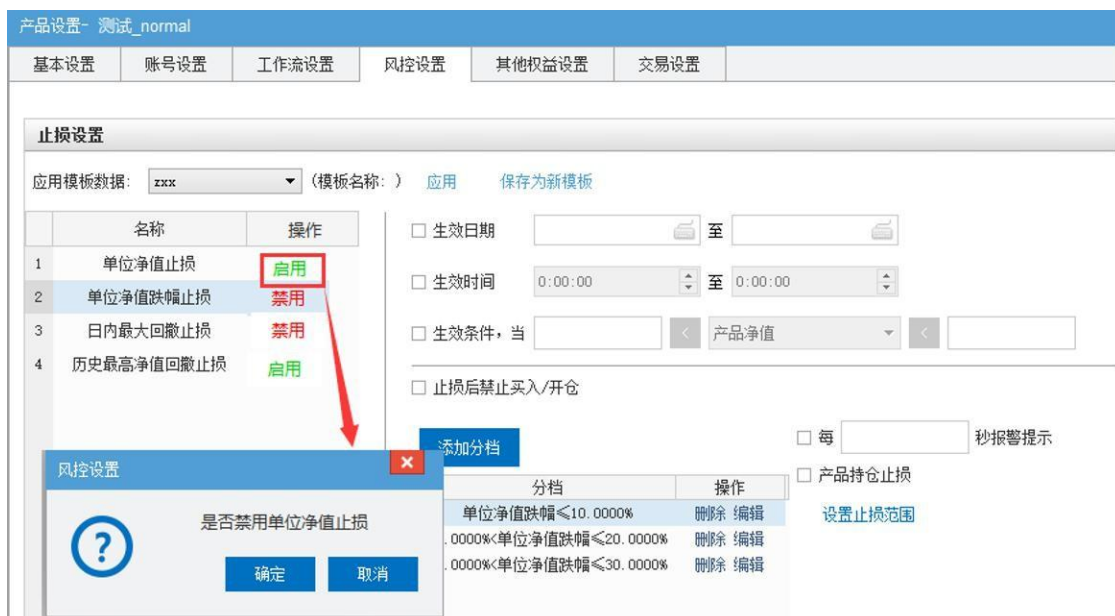 产品设置- 测试_normal
基本设置 账号设置 工作流设置 风控设置 其他权益设置 交易设置
止损设置
应用模板数据: zxx (模板名称: ) 应用 保存为新模板
名称 操作
1 单位净值止损 启用
2 单位净值跌幅止损 禁用
3 日内最大回撤止损 禁用
4 历史最高净值回撤止损 启用
生效日期 至
生效时间 0:00:00 至 0:00:00
生效条件，当 < 产品净值 <
止损后禁止买入/开仓
添加分档
每 秒报警提示
产品持仓止损
设置止损范围
分档 操作
单位净值跌幅≤10.0000% 删除 编辑
.0000%<单位净值跌幅≤20.0000% 删除 编辑
.0000%<单位净值跌幅≤30.0000% 删除 编辑
风控设置
是否禁用单位净值止损
确定 取消